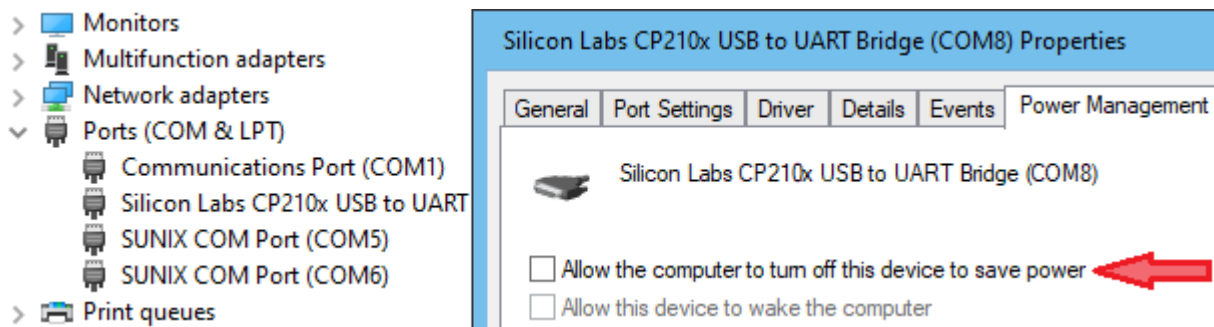 Monitors
Multifunction adapters
Network adapters
Ports (COM & LPT)
Communications Port (COM1)
Silicon Labs CP210x USB to UART
SUNIX COM Port (COM5)
SUNIX COM Port (COM6)
Print queues
Silicon Labs CP210x USB to UART Bridge (COM8) Properties
General Port Settings Driver Details Events Power Management
Silicon Labs CP210x USB to UART Bridge (COM8)
Allow the computer to turn off this device to save power
Allow this device to wake the computer